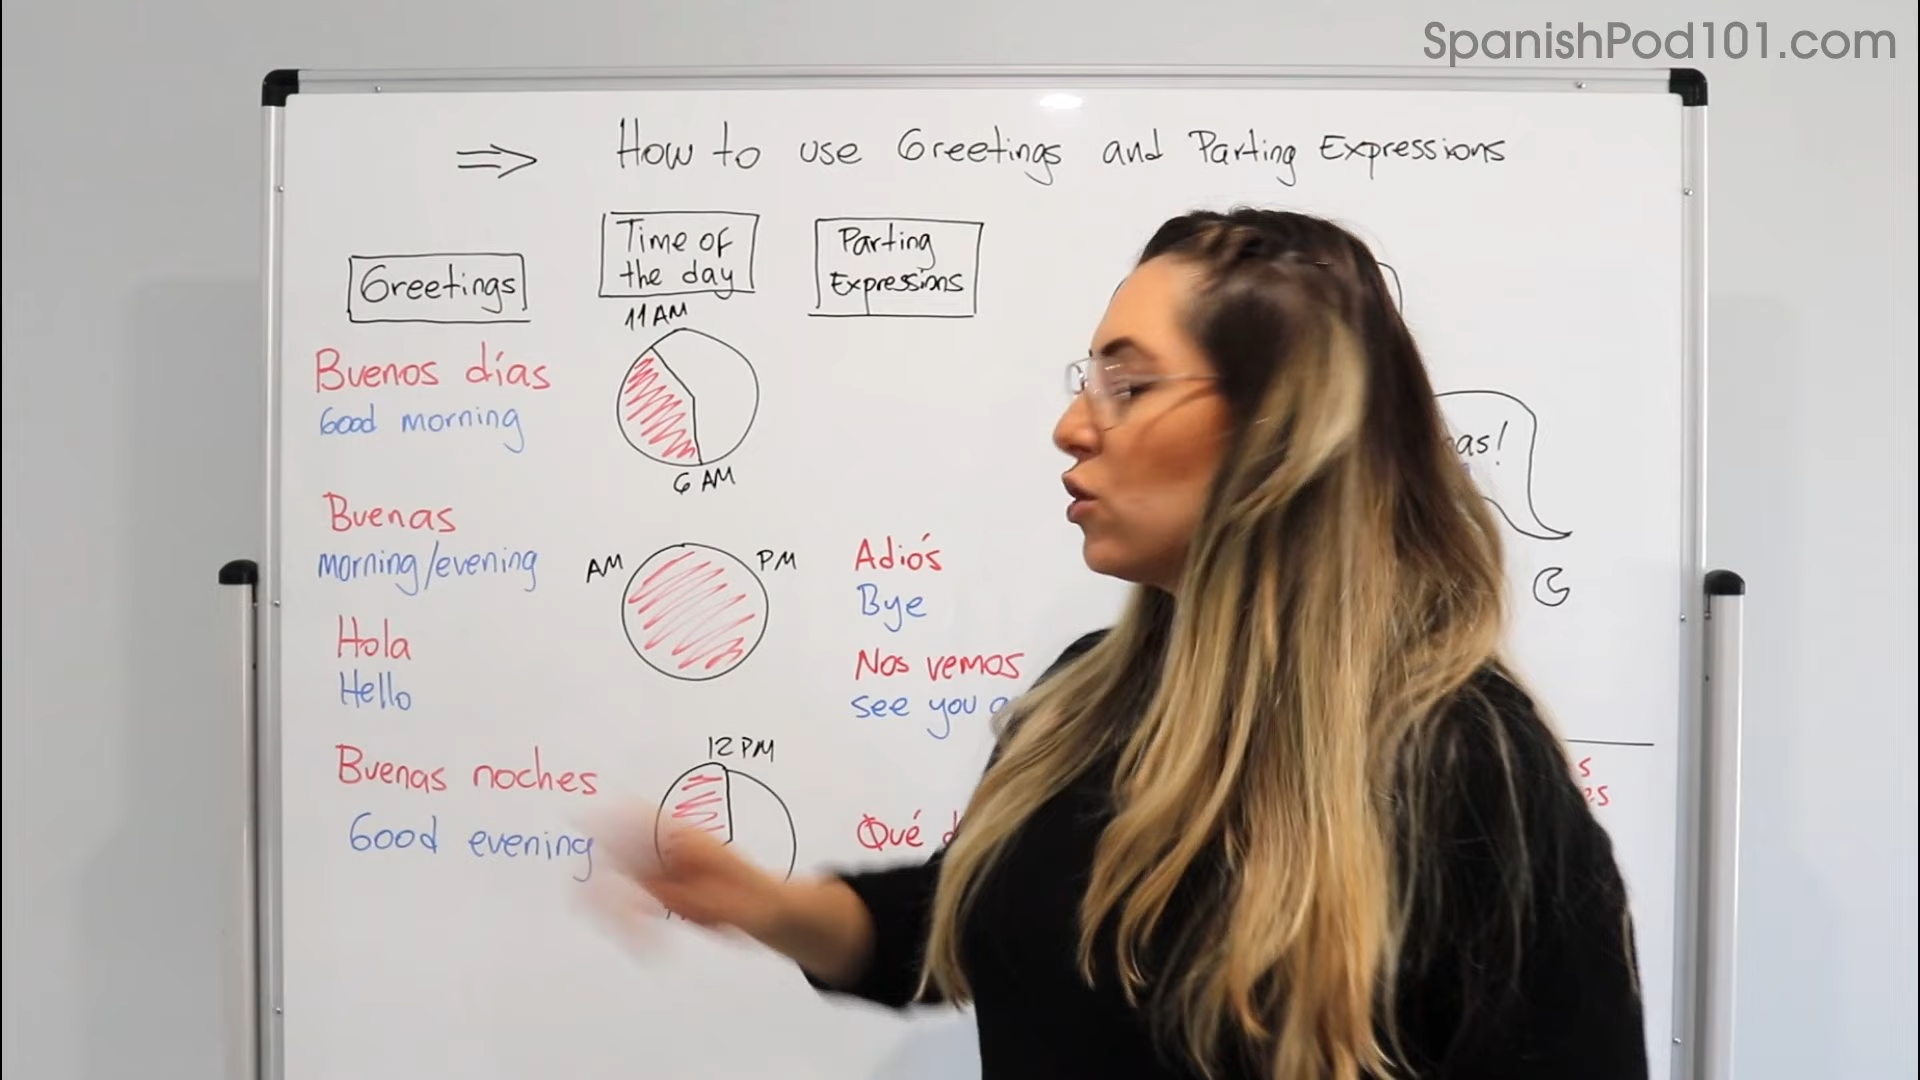 SpanishPod101.com
How to use Greetings and Parting Expressions
Greetings
Time of
the day
Parting
Expressions
11 AM
Buenos días
Good morning
6 AM
Buenas
morning/evening
AM
PM
Hola
Hello
Adiós
Bye
Nos vemos
see you
12 PM
Buenas noches
Good evening
Qué